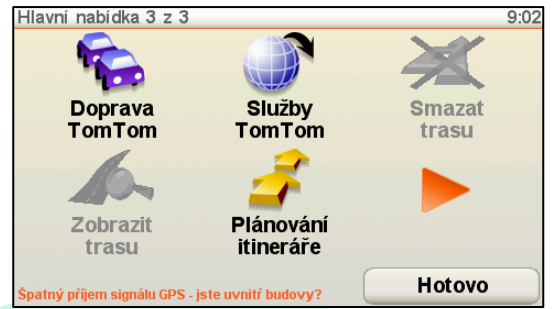 Hlavní nabídka 3 z 3 9:02
Doprava
TomTom
Služby
TomTom
Smazat
trasu
Zobrazit
trasu
Plánování
itineráře
Špatný příjem signálu GPS - jste uvnitř budovy?
Hotovo